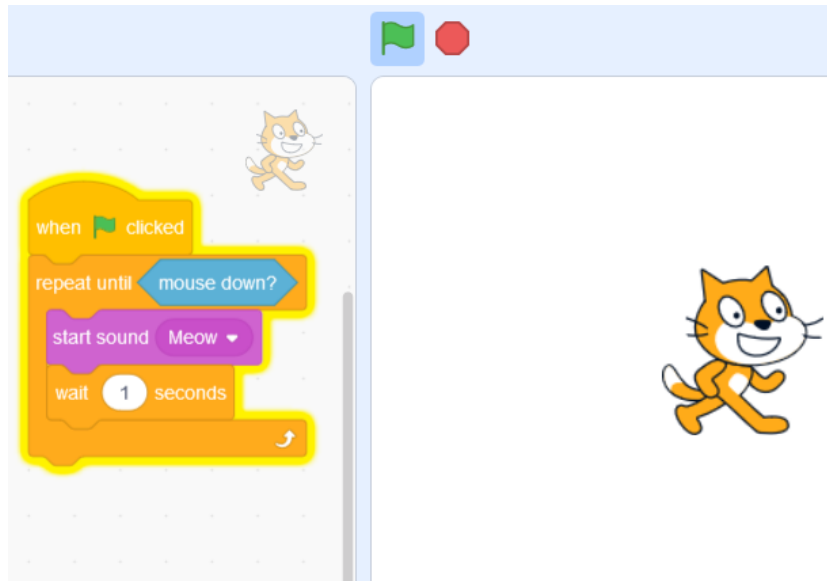 when clicked
repeat until mouse down?
start sound Meow
wait 1 seconds